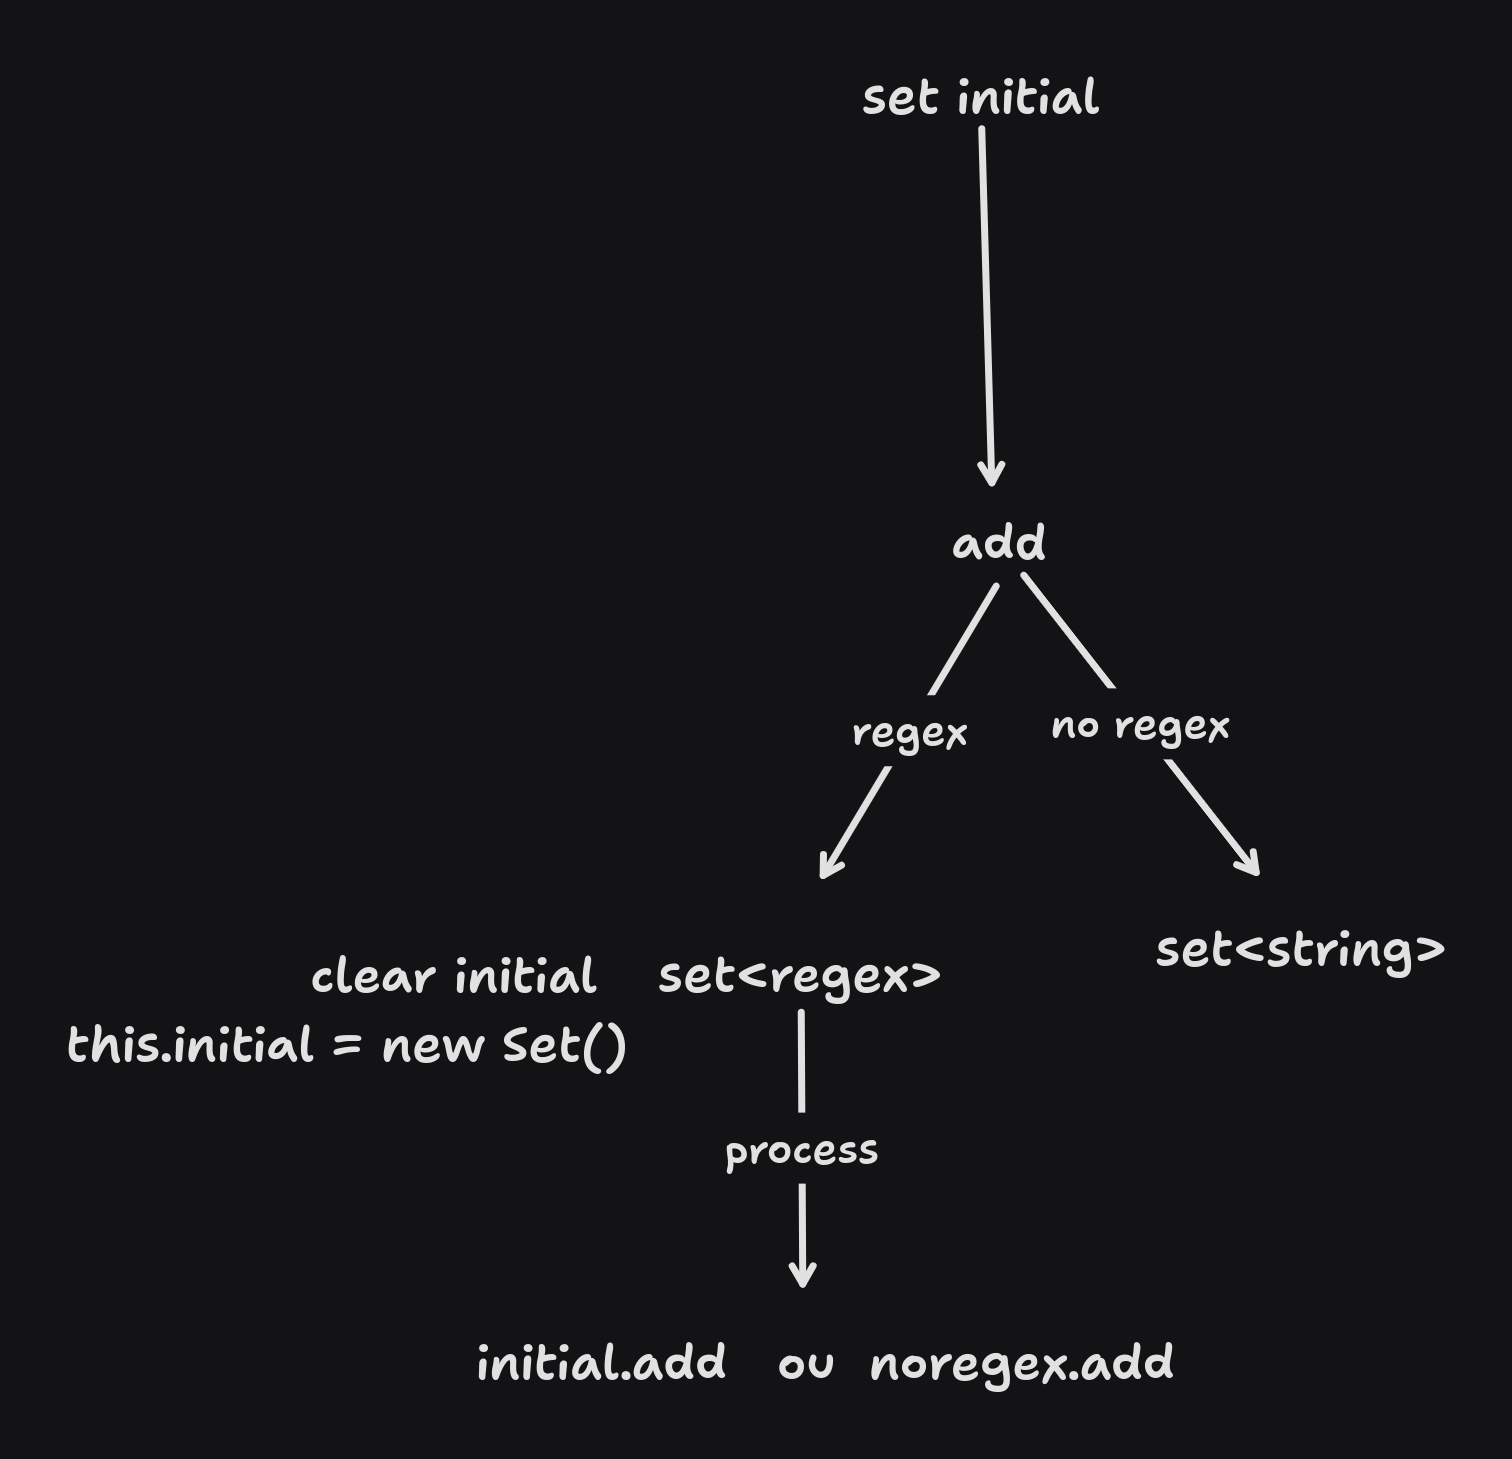 set initial
add
regex
no regex
set<string>
clear initial
set<regex>
this.initial = new Set()
process
initial.add ou noregex.add